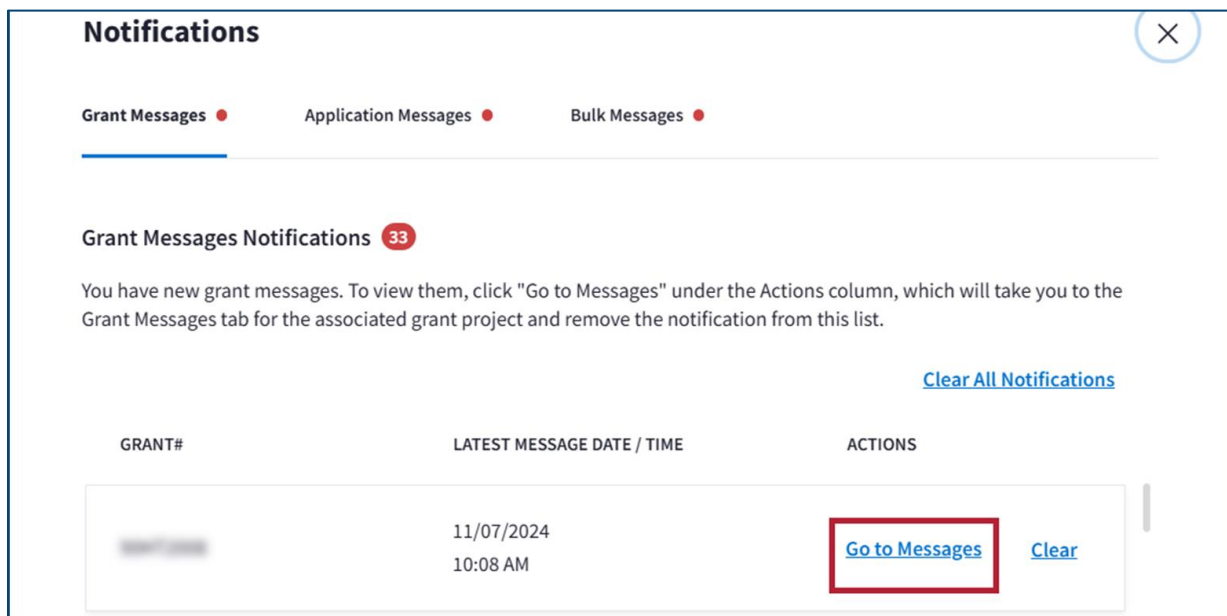 Notifications
Grant Messages
Application Messages
Bulk Messages
Grant Messages Notifications 33
You have new grant messages. To view them, click "Go to Messages" under the Actions column, which will take you to the
Grant Messages tab for the associated grant project and remove the notification from this list.
Clear All Notifications
GRANT#
LATEST MESSAGE DATE / TIME
ACTIONS
11/07/2024
10:08 AM
Go to Messages
Clear